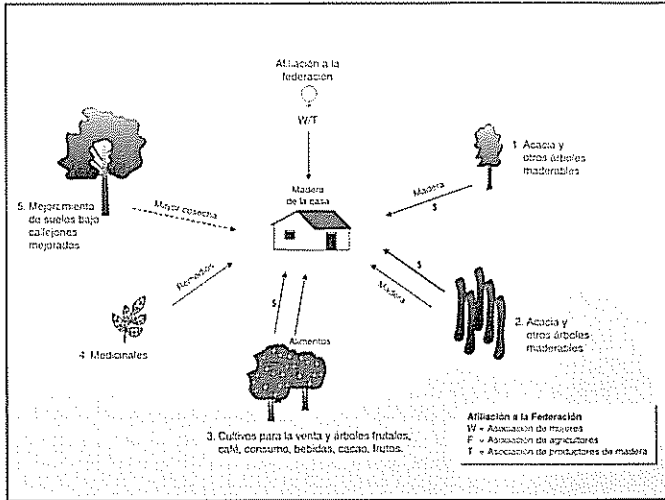 Afiliación a la
federación
W/T
Madera
de la casa
1. Acacia y
otros árboles
maderables
Madera
$
5. Mejoramiento
de suelos bajo
callejones
mejorados
Mayor cosecha
$
Madera
2. Acacia y
otros árboles
maderables
Remedios
4. Medicinales
$
Alimentos
3. Cultivos para la venta y árboles frutales,
café, consumo, bebidas, cacao, frutos.
Afiliación a la Federación
W = Asociación de mujeres
F = Asociación de agricultores
T = Asociación de productores de madera